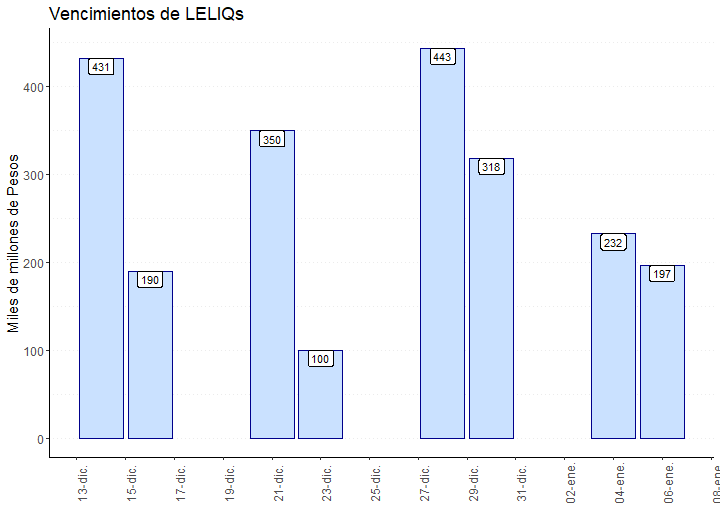 Vencimientos de LELIQs
Miles de millones de Pesos
400
300
200
100
0
431
190
350
100
443
318
232
197
13-dic.
15-dic.
17-dic.
19-dic.
21-dic.
23-dic.
25-dic.
27-dic.
29-dic.
31-dic.
02-ene.
04-ene.
06-ene.
08-ene.